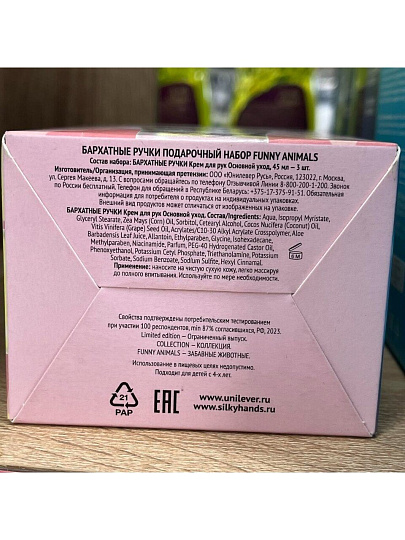 БАРХАТНЫЕ РУЧКИ ПОДАРОЧНЫЙ НАБОР FUNNY ANIMALS
Состав набора: БАРХАТНЫЕ РУЧКИ Крем для рук Основной уход, 45 мл — 3 шт.
Изготовитель/Организация, принимающая претензии: ООО «Юнилевер Русь», Россия, 123022, г. Москва,
ул. Сергея Макеева, д. 13. С вопросами обращайтесь по телефону Отзывчивой Линии 8-800-200-1-200. Звонок
по России бесплатный. Телефон для обращений в Республике Беларусь: +375-17-375-91-51. Дополнительная
информация о потребителя о продуктах на индивидуальных упаковках.
Внешний вид может отличаться от изображенных на упаковке.
БАРХАТНЫЕ РУЧКИ Крем для рук Основной уход. Состав/Ingredients: Aqua, Isopropyl Myristate,
Glyceryl Stearate, Zea Mays (Corn) Oil, Sorbitol, Cetearyl Alcohol, Cocos Nucifera (Coconut) Oil,
Vitis Vinifera (Grape) Seed Oil, Acrylates/C10-30 Alkyl Acrylate Crosspolymer, Aloe
Barbadensis Leaf Juice, Allantoin, Ethylparaben, Glycine, Isohexadecane,
Methylparaben, Niacinamide, Parfum, PEG-40 Hydrogenated Castor Oil,
Phenoxyethanol, Potassium Cetyl Phosphate, Triethanolamine, Potassium
Sorbate, Sodium Benzoate, Sodium Sulfite, Hexyl Cinnamal.
Применение: нанесите на чистую сухую кожу, легко массируя
до полного впитывания. Используйте по мере необходимости.
6 M
Подтверждено потребительским тестированием
при участии 100 респондентов, min 87% согласившихся, РФ, 2023.
Limited edition — Ограниченный выпуск.
COLLECTION — КОЛЛЕКЦИЯ.
FUNNY ANIMALS — ЗАБАВНЫЕ ЖИВОТНЫЕ.
Использование в пищевых целях недопустимо.
Подходит для детей с 4-х лет.
21
PAP
EAC
www.unilever.ru
www.silkyhands.ru